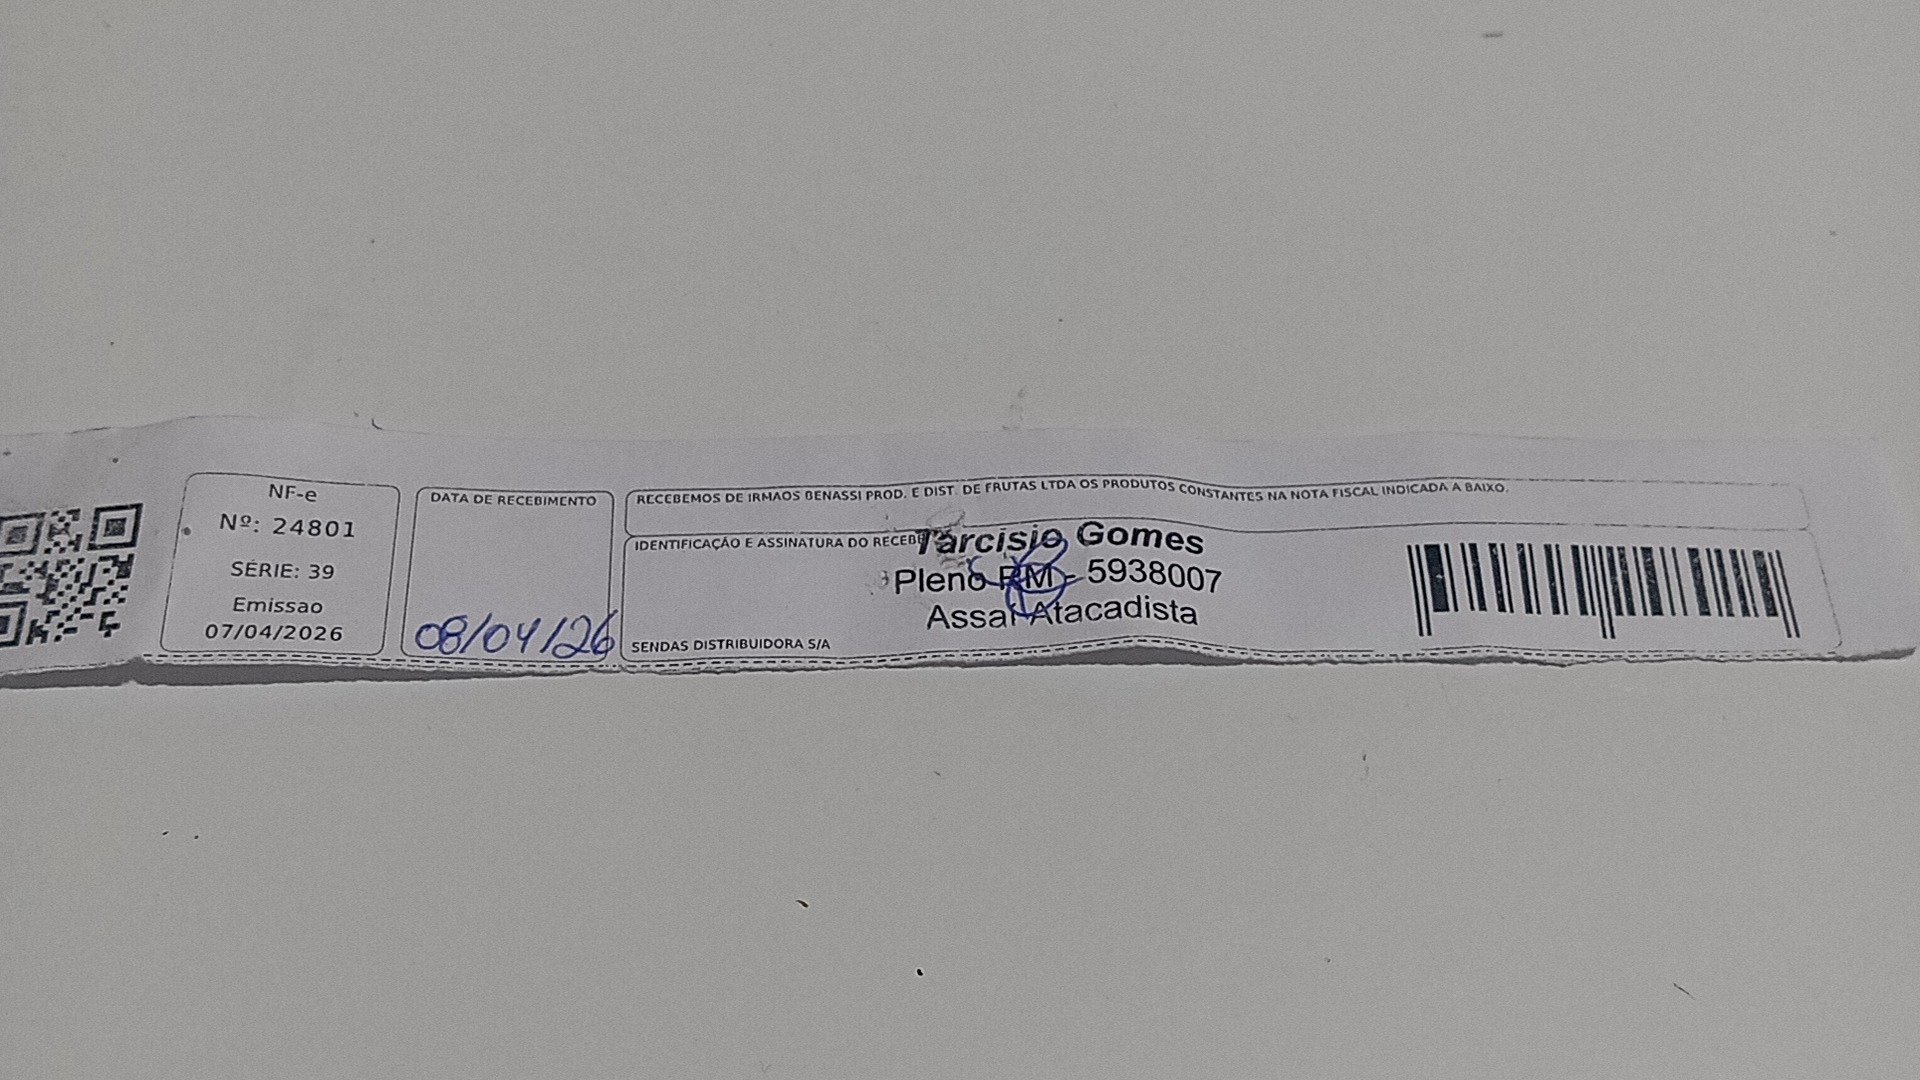 NF-e
Nº: 24801
SÉRIE: 39
Emissao
07/04/2026
DATA DE RECEBIMENTO
08/04/26
RECEBEMOS DE IRMAOS BENASSI PROD. E DIST. DE FRUTAS LTDA OS PRODUTOS CONSTANTES NA NOTA FISCAL INDICADA A BAIXO.
IDENTIFICAÇÃO E ASSINATURA DO
Tarcisio Gomes
Pleno RM - 5938007
Assaí Atacadista
SENDAS DISTRIBUIDORA S/A